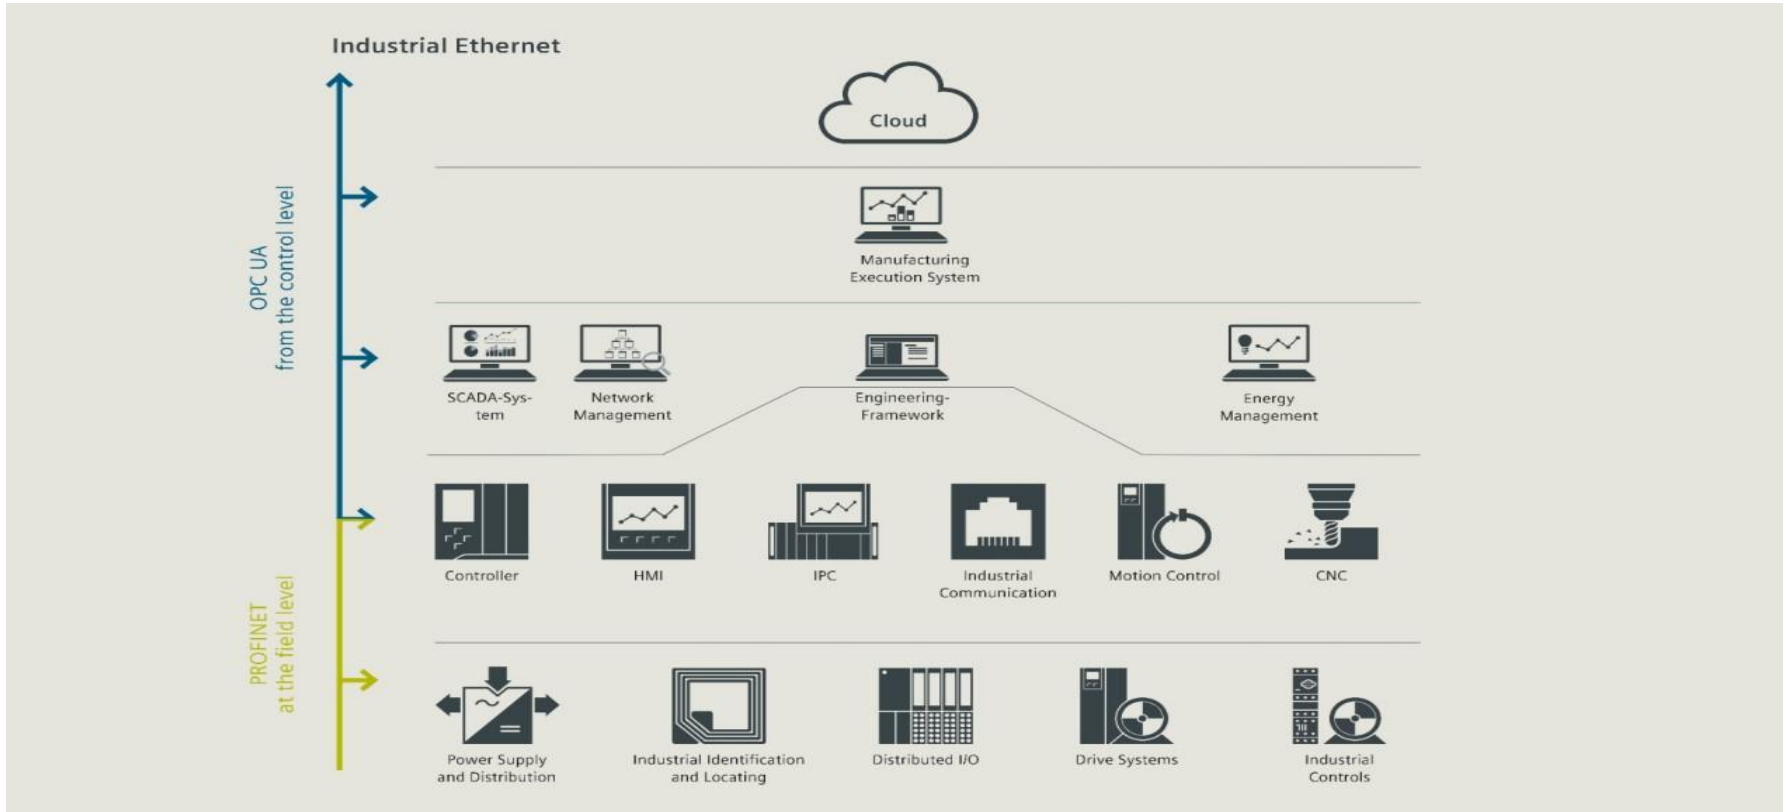 Industrial Ethernet
Cloud
OPC UA
from the control level
Manufacturing
Execution System
SCADA-Sys-
tem
Network
Management
Engineering-
Framework
Energy
Management
Controller
HMI
IPC
Industrial
Communication
Motion Control
CNC
PROFINET
at the field level
Power Supply
and Distribution
Industrial Identification
and Locating
Distributed I/O
Drive Systems
Industrial
Controls